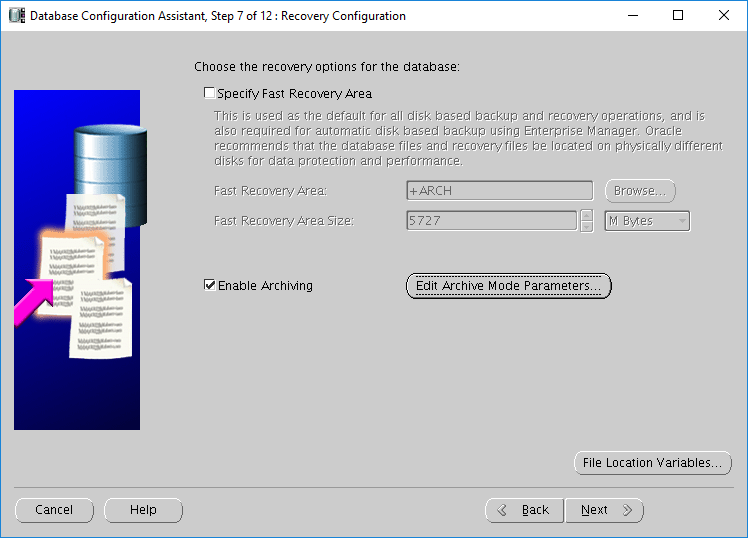 Database Configuration Assistant, Step 7 of 12 : Recovery Configuration
Choose the recovery options for the database:
Specify Fast Recovery Area
This is used as the default for all disk based backup and recovery operations, and is
also required for automatic disk based backup using Enterprise Manager. Oracle
recommends that the database files and recovery files be located on physically different
disks for data protection and performance.
Fast Recovery Area: +ARCH Browse...
Fast Recovery Area Size: 5727 M Bytes
Enable Archiving Edit Archive Mode Parameters...
File Location Variables...
Cancel Help Back Next